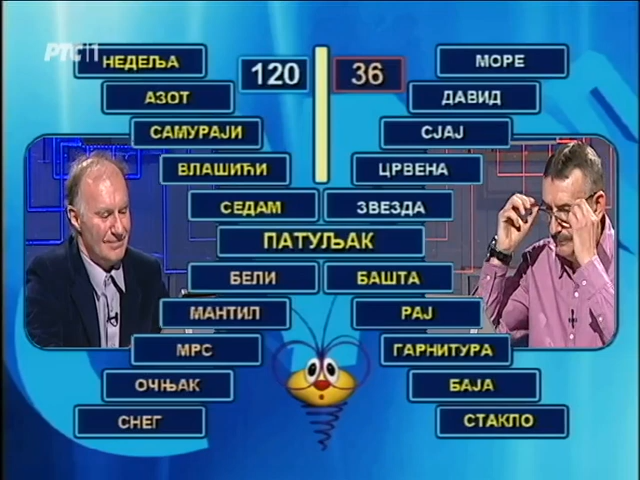 РТС 1
НЕДЕЉА
120
36
МОРЕ
АЗОТ
ДАВИД
САМУРАЈИ
СЈАЈ
ВЛАШИЋИ
ЦРВЕНА
СЕДАМ
ЗВЕЗДА
ПАТУЉАК
БЕЛИ
БАШТА
МАНТИЛ
РАЈ
МРС
ГАРНИТУРА
ОЧЊАК
БАЈА
СНЕГ
СТАКЛО